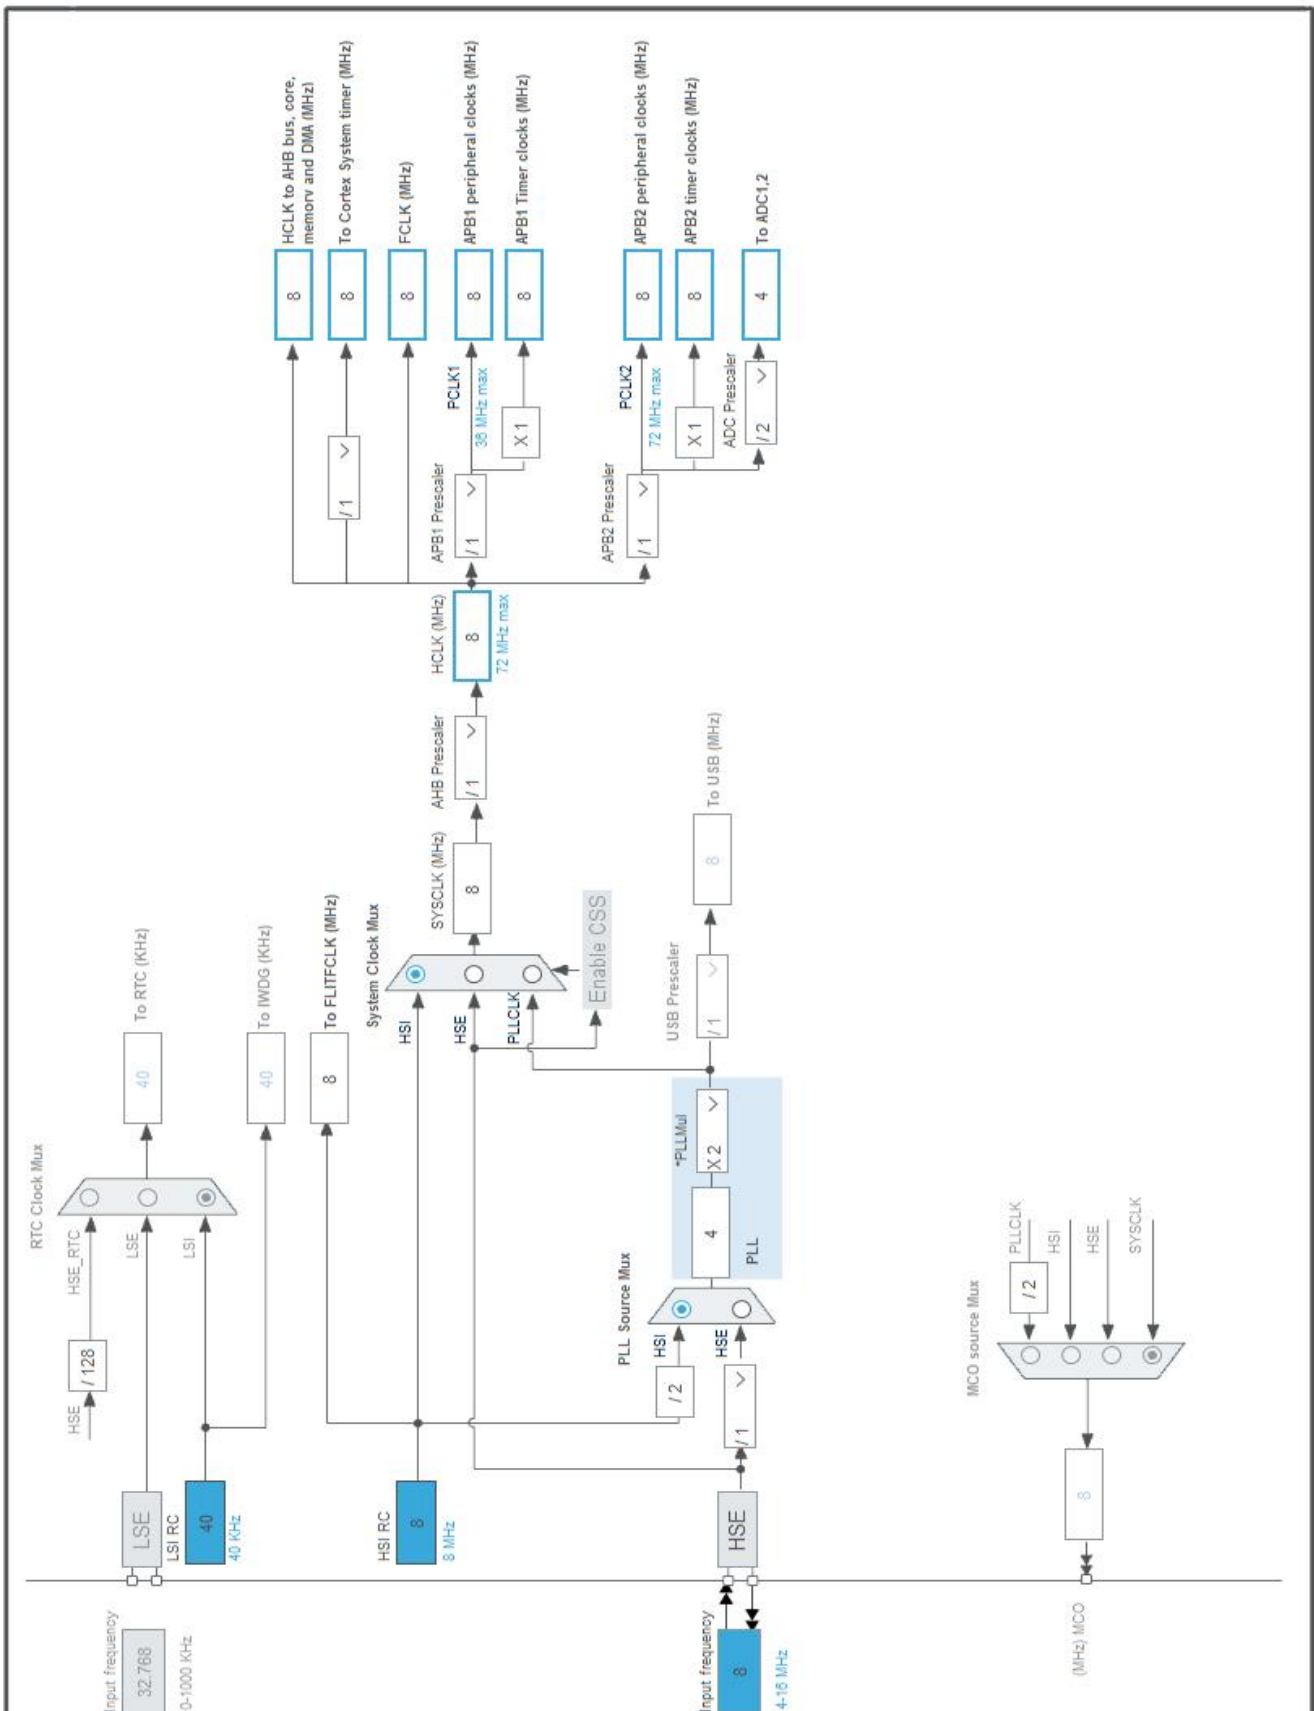 RTC Clock Mux
HSE
/ 128
HSE_RTC
Input frequency
32.768
0-1000 KHz
LSE
LSE
To RTC (KHz)
40
LSI RC
40
40 KHz
LSI
40
To IWDG (KHz)
8
To FLITFCLK (MHz)
HSI RC
8
8 MHz
System Clock Mux
HSI
HSE
PLLCLK
Enable CSS
SYSCLK (MHz)
8
AHB Prescaler
/ 1
HCLK (MHz)
8
72 MHz max
8
HCLK to AHB bus, core,
memory and DMA (MHz)
/ 1
8
To Cortex System timer (MHz)
8
FCLK (MHz)
APB1 Prescaler
/ 1
PCLK1
36 MHz max
8
APB1 peripheral clocks (MHz)
X 1
8
APB1 Timer clocks (MHz)
APB2 Prescaler
/ 1
PCLK2
72 MHz max
8
APB2 peripheral clocks (MHz)
X 1
8
APB2 timer clocks (MHz)
ADC Prescaler
/ 2
4
To ADC1,2
PLL Source Mux
/ 2
HSI
HSE
4
*PLLMul
X 2
PLL
USB Prescaler
/ 1
8
To USB (MHz)
Input frequency
8
4-16 MHz
HSE
/ 1
MCO source Mux
/ 2
PLLCLK
HSI
HSE
SYSCLK
8
(MHz) MCO